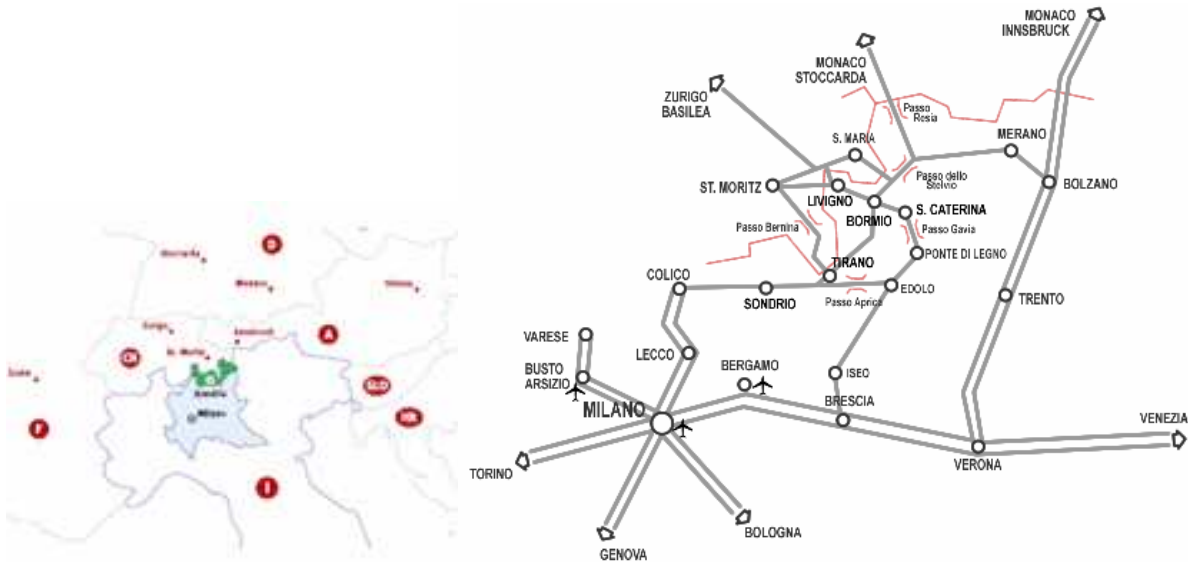 D
A
CH
SLO
HR
F
I
Milano
MONACO
INNSBRUCK
MONACO
STOCCARDA
ZURIGO
BASILEA
Passo
Resia
S. MARIA
MERANO
ST. MORITZ
LIVIGNO
Passo dello
Stelvio
BOLZANO
BORMIO
S. CATERINA
Passo Bernina
Passo Gavia
TIRANO
PONTE DI LEGNO
COLICO
SONDRIO
Passo Aprica
EDOLO
TRENTO
VARESE
LECCO
BUSTO
ARSIZIO
BERGAMO
ISEO
MILANO
BRESCIA
VENEZIA
VERONA
TORINO
BOLOGNA
GENOVA